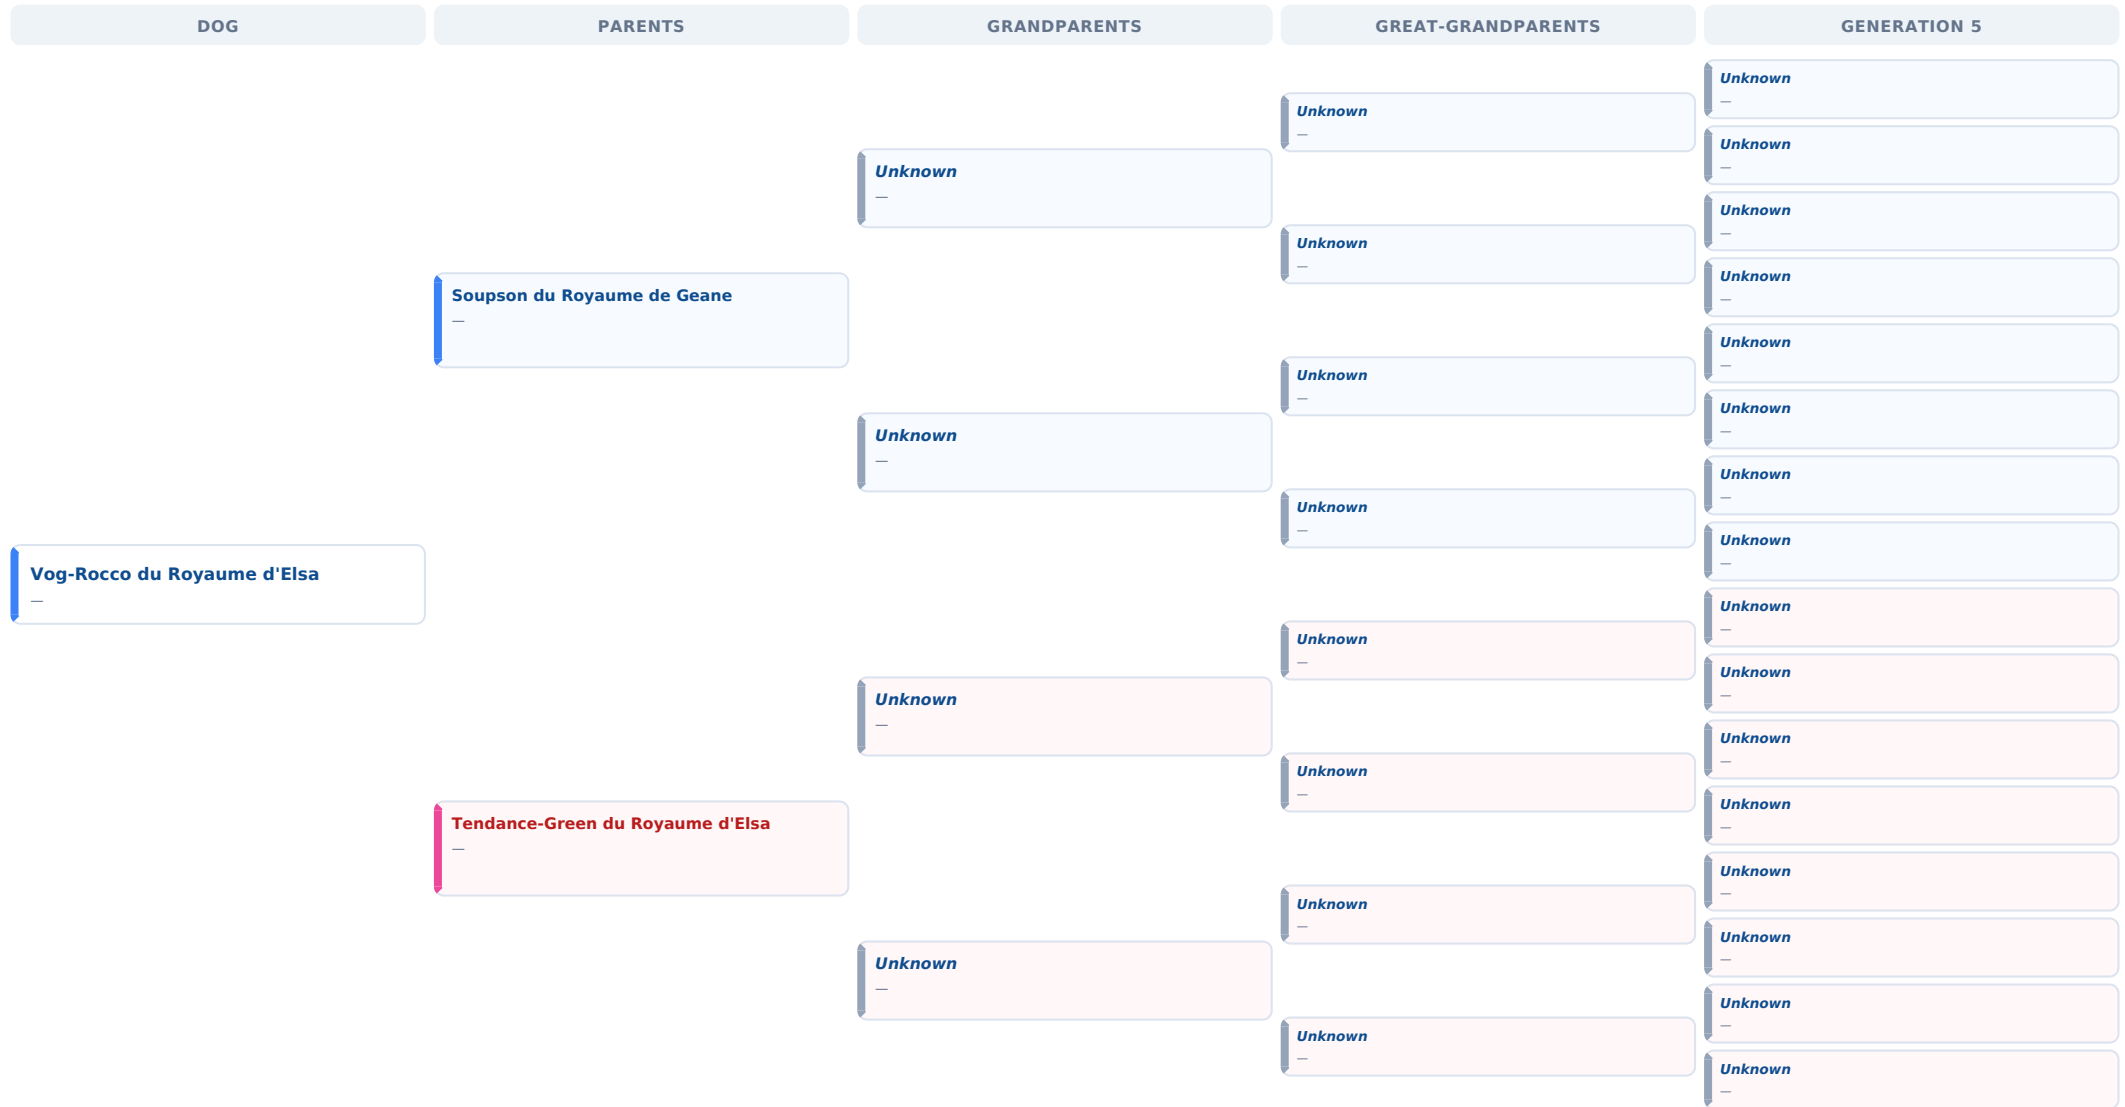 DOG
PARENTS
GRANDPARENTS
GREAT-GRANDPARENTS
GENERATION 5
Vog-Rocco du Royaume d'Elsa
—
Soupson du Royaume de Geane
—
Tendance-Green du Royaume d'Elsa
—
Unknown
—
Unknown
—
Unknown
—
Unknown
—
Unknown
—
Unknown
—
Unknown
—
Unknown
—
Unknown
—
Unknown
—
Unknown
—
Unknown
—
Unknown
—
Unknown
—
Unknown
—
Unknown
—
Unknown
—
Unknown
—
Unknown
—
Unknown
—
Unknown
—
Unknown
—
Unknown
—
Unknown
—
Unknown
—
Unknown
—
Unknown
—
Unknown
—